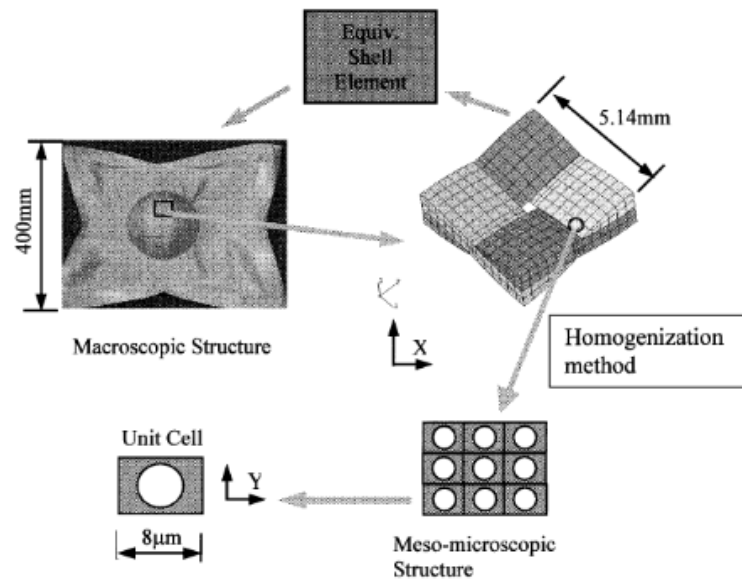 Equiv.
Shell
Element
5.14mm
400mm
Macroscopic Structure
X
Homogenization
method
Unit Cell
Y
8μm
Meso-microscopic
Structure